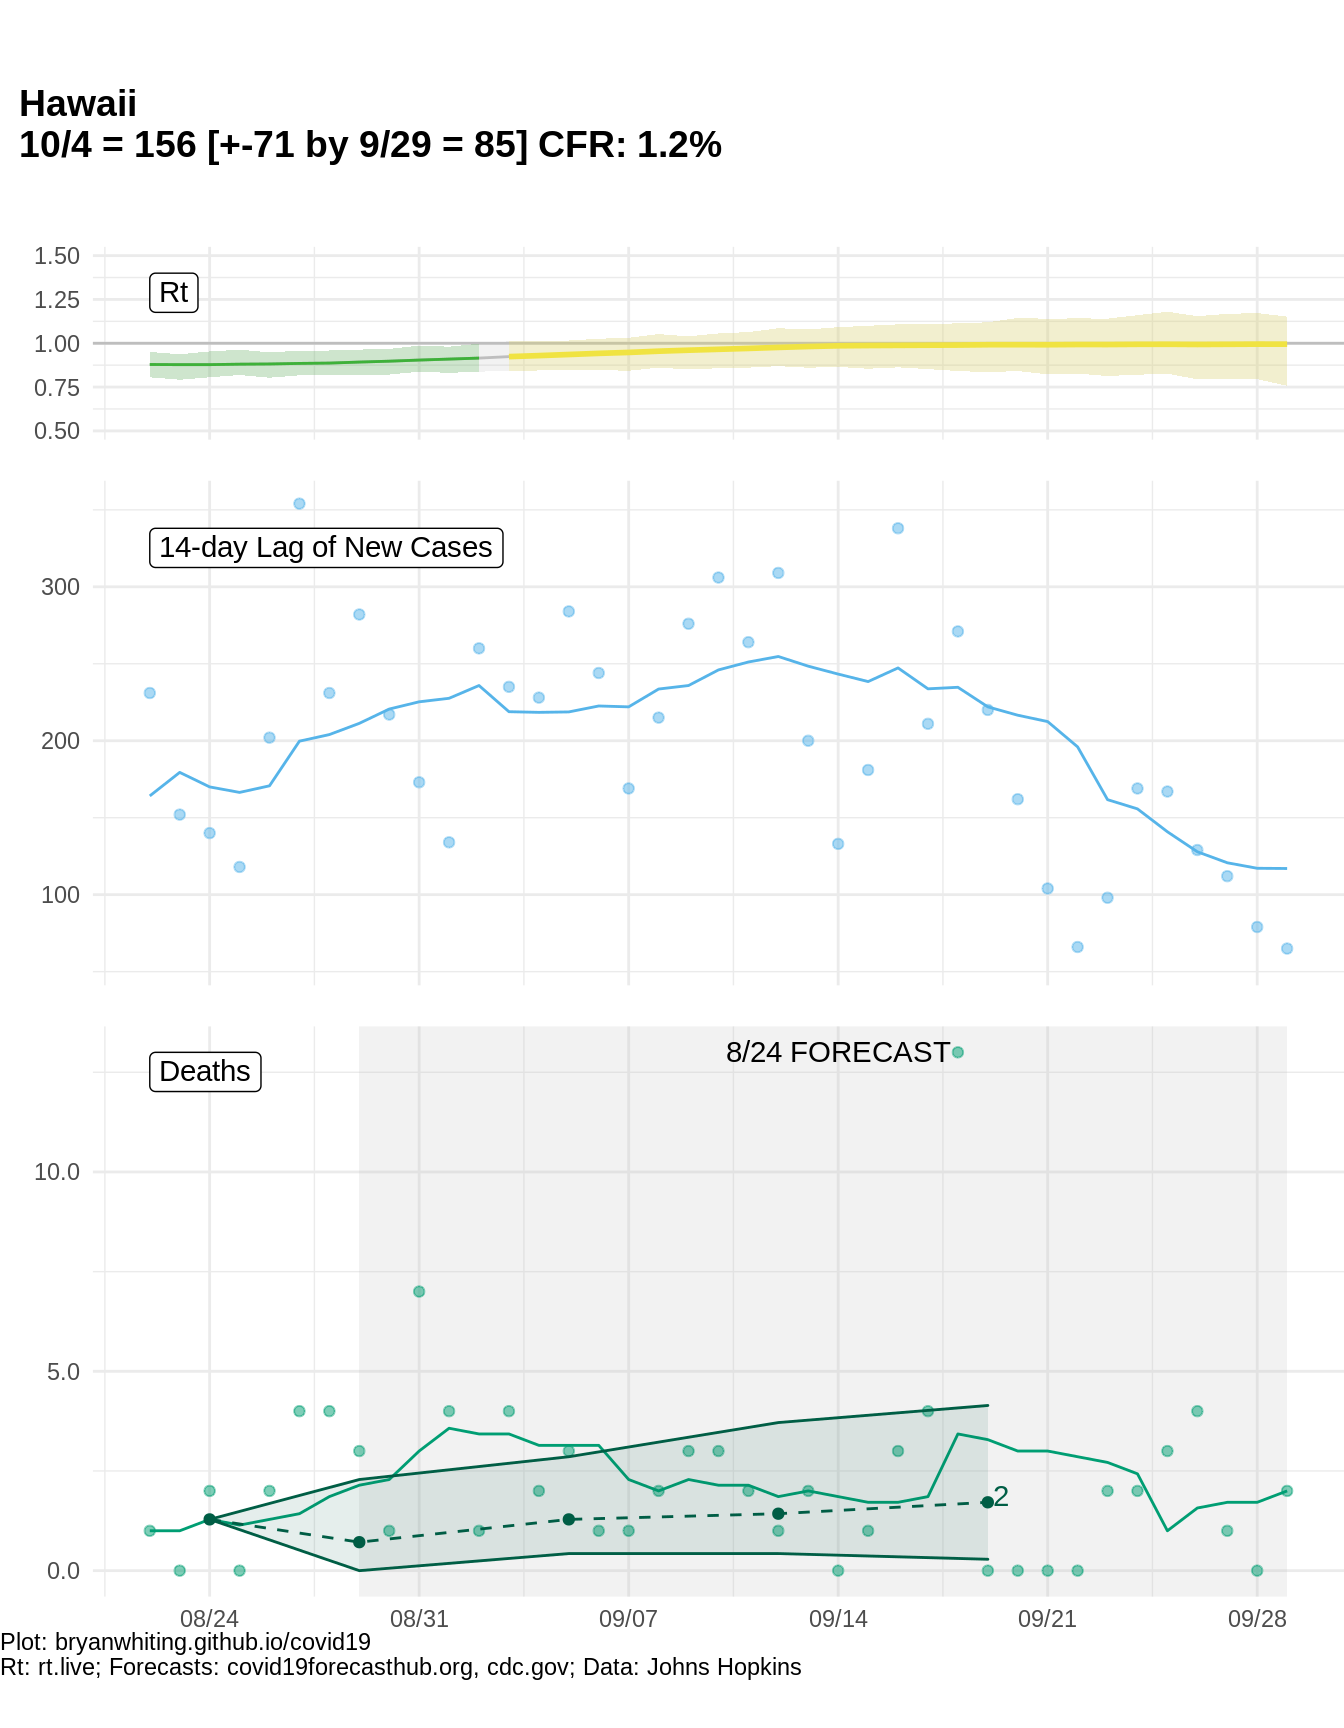 Hawaii
10/4 = 156 [+-71 by 9/29 = 85] CFR: 1.2%
1.50
Rt
1.25
1.00
0.75
0.50
14-day Lag of New Cases
300
200
100
8/24 FORECAST
Deaths
10.0
5.0
2
0.0
08/24 08/31 09/07 09/14 09/21 09/28
Plot: bryanwhiting.github.io/covid19
Rt: rt.live; Forecasts: covid19forecasthub.org, cdc.gov; Data: Johns Hopkins